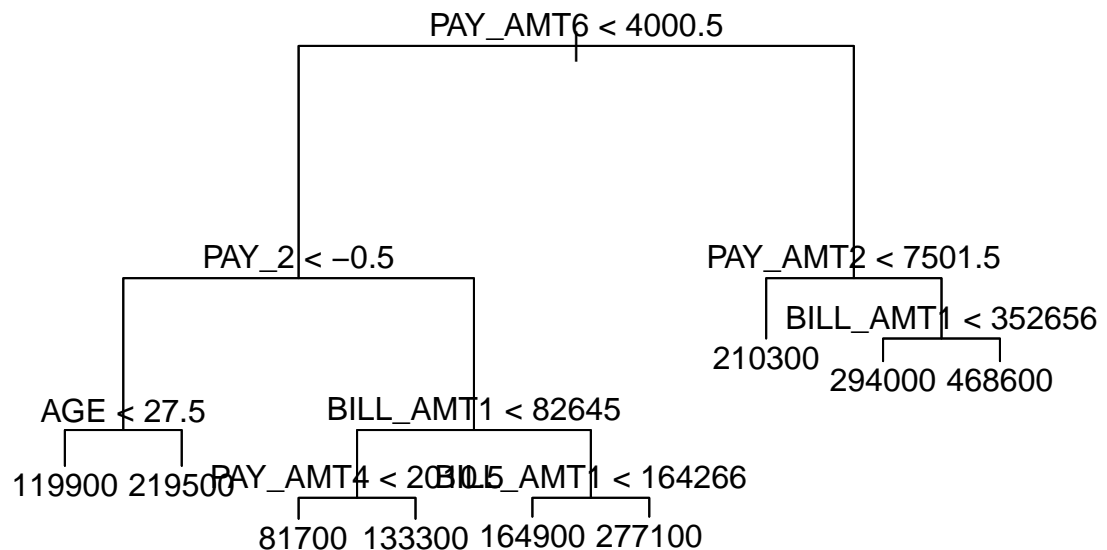 PAY_AMT6 < 4000.5
PAY_2 < −0.5
PAY_AMT2 < 7501.5
BILL_AMT1 < 352656
210300
294000 468600
AGE < 27.5
BILL_AMT1 < 82645
119900 219500
PAY_AMT4 <
BILL_AMT1 < 164266
81700 133300 164900 277100